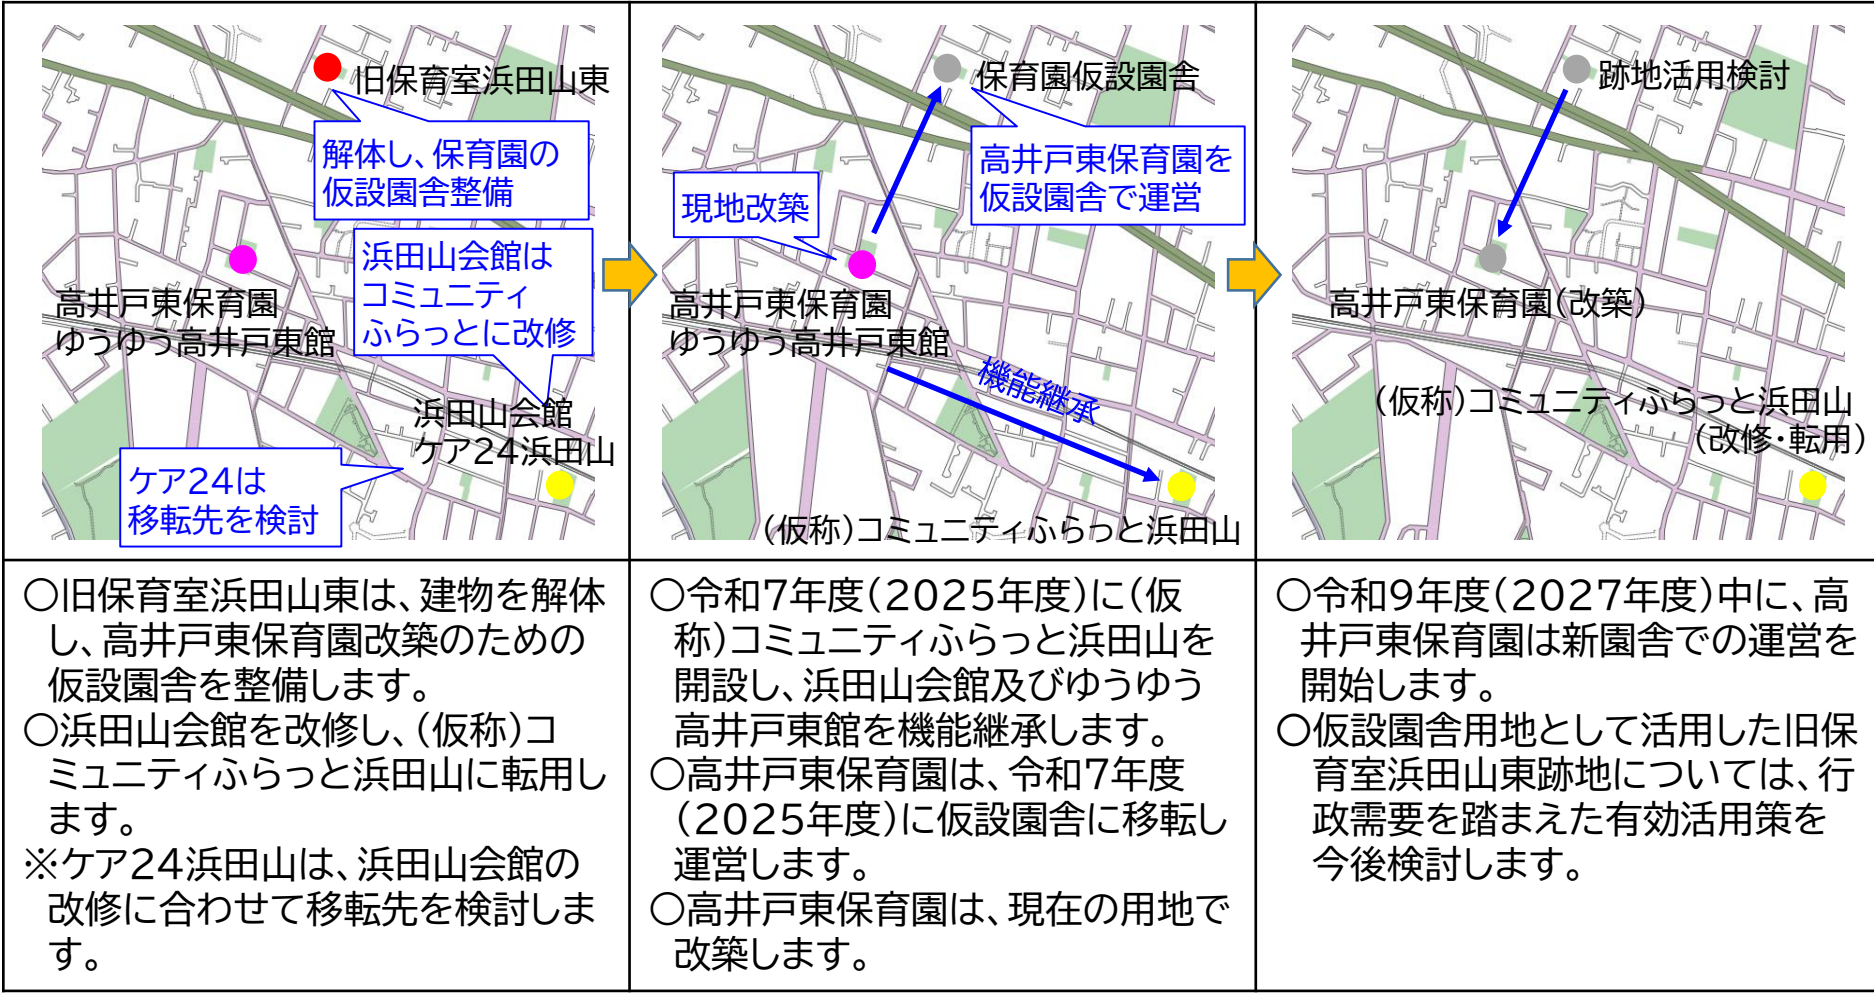 旧保育室浜田山東
解体し、保育園の
仮設園舎整備
浜田山会館は
コミュニティ
ふらっとに改修
高井戸東保育園
ゆうゆう高井戸東館
浜田山会館
ケア24浜田山
ケア24は
移転先を検討
○旧保育室浜田山東は、建物を解体
し、高井戸東保育園改築のための
仮設園舎を整備します。
○浜田山会館を改修し、(仮称)コ
ミュニティふらっと浜田山に転用し
ます。
※ケア24浜田山は、浜田山会館の
改修に合わせて移転先を検討しま
す。
保育園仮設園舎
高井戸東保育園を
仮設園舎で運営
現地改築
高井戸東保育園
ゆうゆう高井戸東館
機能継承
(仮称)コミュニティふらっと浜田山
○令和7年度(2025年度)に(仮
称)コミュニティふらっと浜田山を
開設し、浜田山会館及びゆうゆう
高井戸東館を機能継承します。
○高井戸東保育園は、令和7年度
(2025年度)に仮設園舎に移転し
運営します。
○高井戸東保育園は、現在の用地で
改築します。
跡地活用検討
高井戸東保育園(改築)
(仮称)コミュニティふらっと浜田山
(改修・転用)
○令和9年度(2027年度)中に、高
井戸東保育園は新園舎での運営を
開始します。
○仮設園舎用地として活用した旧保
育室浜田山東跡地については、行
政需要を踏まえた有効活用策を
今後検討します。